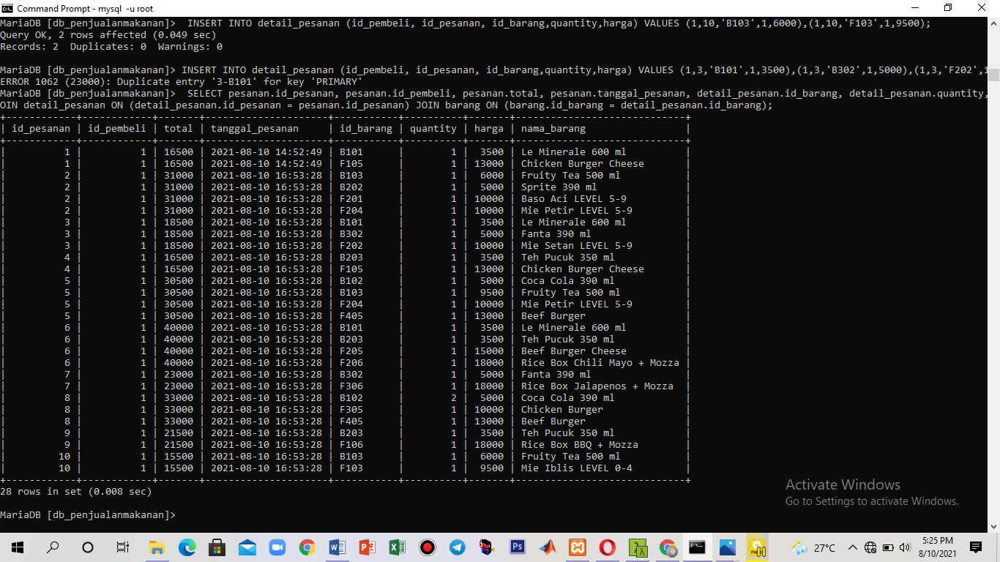 Command Prompt - mysql -u root
MariaDB [db_penjualanmakanan]>  INSERT INTO detail_pesanan (id_pembeli, id_pesanan, id_barang,quantity,harga) VALUES (1,10,'B103',1,6000),(1,10,'F103',1,9500);
Query OK, 2 rows affected (0.049 sec)
Records: 2  Duplicates: 0  Warnings: 0
MariaDB [db_penjualanmakanan]> INSERT INTO detail_pesanan (id_pembeli, id_pesanan, id_barang,quantity,harga) VALUES (1,3,'B101',1,3500),(1,3,'B302',1,5000),(1,3,'F202',1
ERROR 1062 (23000): Duplicate entry '3-B101' for key 'PRIMARY'
MariaDB [db_penjualanmakanan]>  SELECT pesanan.id_pesanan, pesanan.id_pembeli, pesanan.total, pesanan.tanggal_pesanan, detail_pesanan.id_barang, detail_pesanan.quantity,
OIN detail_pesanan ON (detail_pesanan.id_pesanan = pesanan.id_pesanan) JOIN barang ON (barang.id_barang = detail_pesanan.id_barang);
+------------+------------+-------+---------------------+-----------+----------+-------+-----------------------------+
| id_pesanan | id_pembeli | total | tanggal_pesanan     | id_barang | quantity | harga | nama_barang                 |
+------------+------------+-------+---------------------+-----------+----------+-------+-----------------------------+
|          1 |          1 | 16500 | 2021-08-10 14:52:49 | B101      |        1 |  3500 | Le Minerale 600 ml          |
|          1 |          1 | 16500 | 2021-08-10 14:52:49 | F105      |        1 | 13000 | Chicken Burger Cheese       |
|          2 |          1 | 31000 | 2021-08-10 16:53:28 | B103      |        1 |  6000 | Fruity Tea 500 ml           |
|          2 |          1 | 31000 | 2021-08-10 16:53:28 | B202      |        1 |  5000 | Sprite 390 ml               |
|          2 |          1 | 31000 | 2021-08-10 16:53:28 | F201      |        1 | 10000 | Baso Aci LEVEL 5-9          |
|          2 |          1 | 31000 | 2021-08-10 16:53:28 | F204      |        1 | 10000 | Mie Petir LEVEL 5-9         |
|          3 |          1 | 18500 | 2021-08-10 16:53:28 | B101      |        1 |  3500 | Le Minerale 600 ml          |
|          3 |          1 | 18500 | 2021-08-10 16:53:28 | B302      |        1 |  5000 | Fanta 390 ml                |
|          3 |          1 | 18500 | 2021-08-10 16:53:28 | F202      |        1 | 10000 | Mie Setan LEVEL 5-9         |
|          4 |          1 | 16500 | 2021-08-10 16:53:28 | B203      |        1 |  3500 | Teh Pucuk 350 ml            |
|          4 |          1 | 16500 | 2021-08-10 16:53:28 | F105      |        1 | 13000 | Chicken Burger Cheese       |
|          5 |          1 | 30500 | 2021-08-10 16:53:28 | B102      |        1 |  5000 | Coca Cola 390 ml            |
|          5 |          1 | 30500 | 2021-08-10 16:53:28 | B103      |        1 |  9500 | Fruity Tea 500 ml           |
|          5 |          1 | 30500 | 2021-08-10 16:53:28 | F204      |        1 | 10000 | Mie Petir LEVEL 5-9         |
|          5 |          1 | 30500 | 2021-08-10 16:53:28 | F405      |        1 | 13000 | Beef Burger                 |
|          6 |          1 | 40000 | 2021-08-10 16:53:28 | B101      |        1 |  3500 | Le Minerale 600 ml          |
|          6 |          1 | 40000 | 2021-08-10 16:53:28 | B203      |        1 |  3500 | Teh Pucuk 350 ml            |
|          6 |          1 | 40000 | 2021-08-10 16:53:28 | F205      |        1 | 15000 | Beef Burger Cheese          |
|          6 |          1 | 40000 | 2021-08-10 16:53:28 | F206      |        1 | 18000 | Rice Box Chili Mayo + Mozza |
|          7 |          1 | 23000 | 2021-08-10 16:53:28 | B302      |        1 |  5000 | Fanta 390 ml                |
|          7 |          1 | 23000 | 2021-08-10 16:53:28 | F306      |        1 | 18000 | Rice Box Jalapenos + Mozza  |
|          8 |          1 | 33000 | 2021-08-10 16:53:28 | B102      |        2 |  5000 | Coca Cola 390 ml            |
|          8 |          1 | 33000 | 2021-08-10 16:53:28 | F305      |        1 | 10000 | Chicken Burger              |
|          8 |          1 | 33000 | 2021-08-10 16:53:28 | F405      |        1 | 13000 | Beef Burger                 |
|          9 |          1 | 21500 | 2021-08-10 16:53:28 | B203      |        1 |  3500 | Teh Pucuk 350 ml            |
|          9 |          1 | 21500 | 2021-08-10 16:53:28 | F106      |        1 | 18000 | Rice Box BBQ + Mozza        |
|         10 |          1 | 15500 | 2021-08-10 16:53:28 | B103      |        1 |  6000 | Fruity Tea 500 ml           |
|         10 |          1 | 15500 | 2021-08-10 16:53:28 | F103      |        1 |  9500 | Mie Iblis LEVEL 0-4         |
+------------+------------+-------+---------------------+-----------+----------+-------+-----------------------------+
28 rows in set (0.008 sec)
MariaDB [db_penjualanmakanan]>
Activate Windows
Go to Settings to activate Windows.
27°C
5:25 PM
8/10/2021